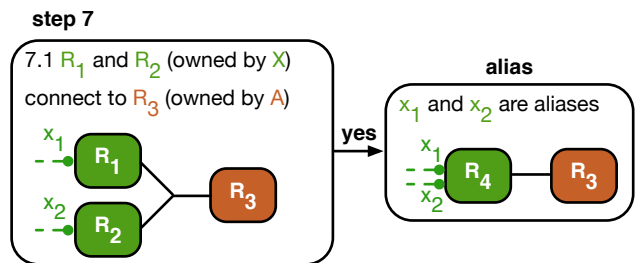 step 7
7.1 R1 and R2 (owned by X)
connect to R3 (owned by A)
x1
R1
R3
x2
R2
yes
alias
x1 and x2 are aliases
x1
R4
R3
x2